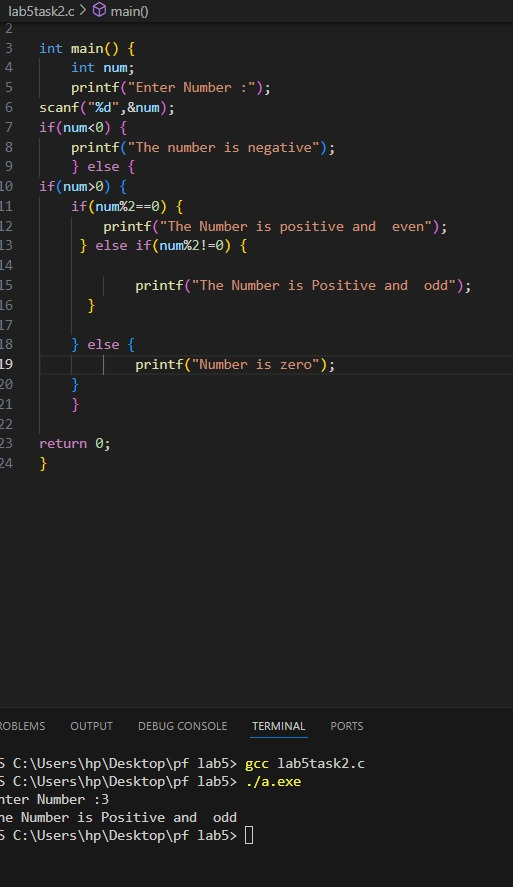 lab5task2.c > main()
2
3 int main() {
4 int num;
5 printf("Enter Number :");
6 scanf("%d",&num);
7 if(num<0) {
8 printf("The number is negative");
9 } else {
10 if(num>0) {
11 if(num%2==0) {
12 printf("The Number is positive and  even");
13 } else if(num%2!=0) {
14
15 printf("The Number is Positive and  odd");
16 }
17
18 } else {
19 printf("Number is zero");
20 }
21 }
22
23 return 0;
24 }
ROBLEMS OUTPUT DEBUG CONSOLE TERMINAL PORTS
S C:\Users\hp\Desktop\pf lab5> gcc lab5task2.c
S C:\Users\hp\Desktop\pf lab5> ./a.exe
nter Number :3
he Number is Positive and  odd
S C:\Users\hp\Desktop\pf lab5>